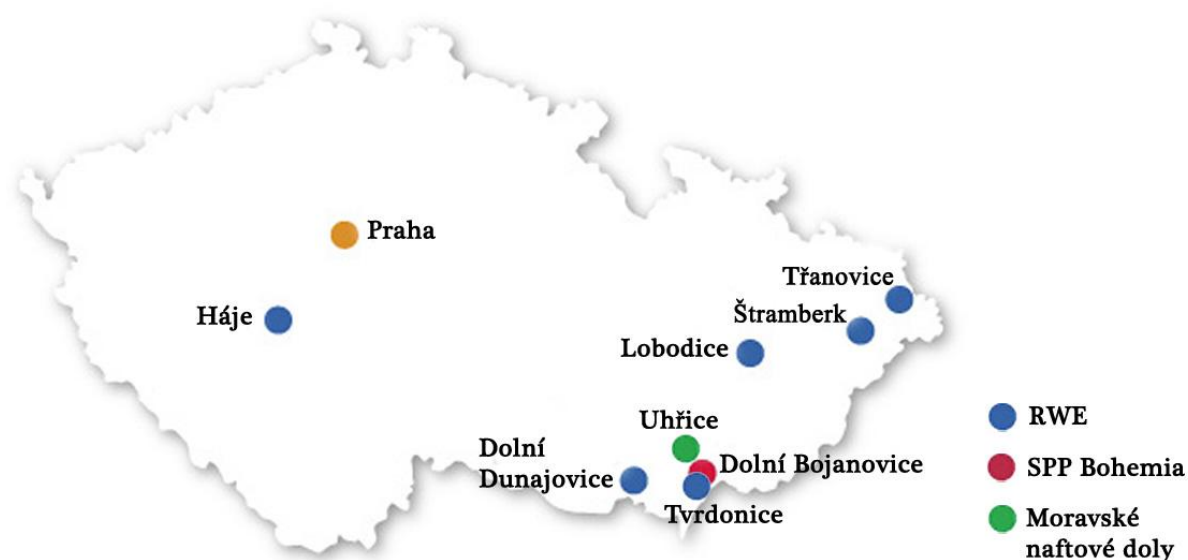 Praha
Háje
Třanovice
Štramberk
Lobodice
Uhřice
Dolní
Dunajovice
Dolní Bojanovice
Tvrdonice
RWE
SPP Bohemia
Moravské
naftové doly